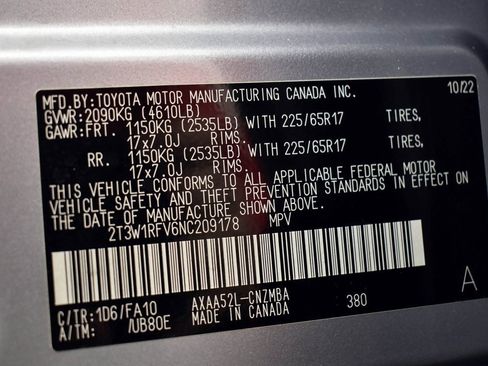 MFD.BY:TOYOTA MOTOR MANUFACTURING CANADA INC. 10/22
GVWR:2090KG (4610LB)
GAWR:FRT. 1150KG (2535LB) WITH 225/65R17 TIRES,
17x7.0J RIMS.
RR. 1150KG (2535LB) WITH 225/65R17 TIRES,
17x7.0J RIMS.
THIS VEHICLE CONFORMS TO ALL APPLICABLE FEDERAL MOTOR
VEHICLE SAFETY AND THEFT PREVENTION STANDARDS IN EFFECT ON
THE DATE OF MANUFACTURE SHOWN ABOVE.
2T3W1RFV6NC209178 MPV
A
C/TR:1D6/FA10 AXAA52L-CNZMBA 380
A/TM: /UB80E MADE IN CANADA